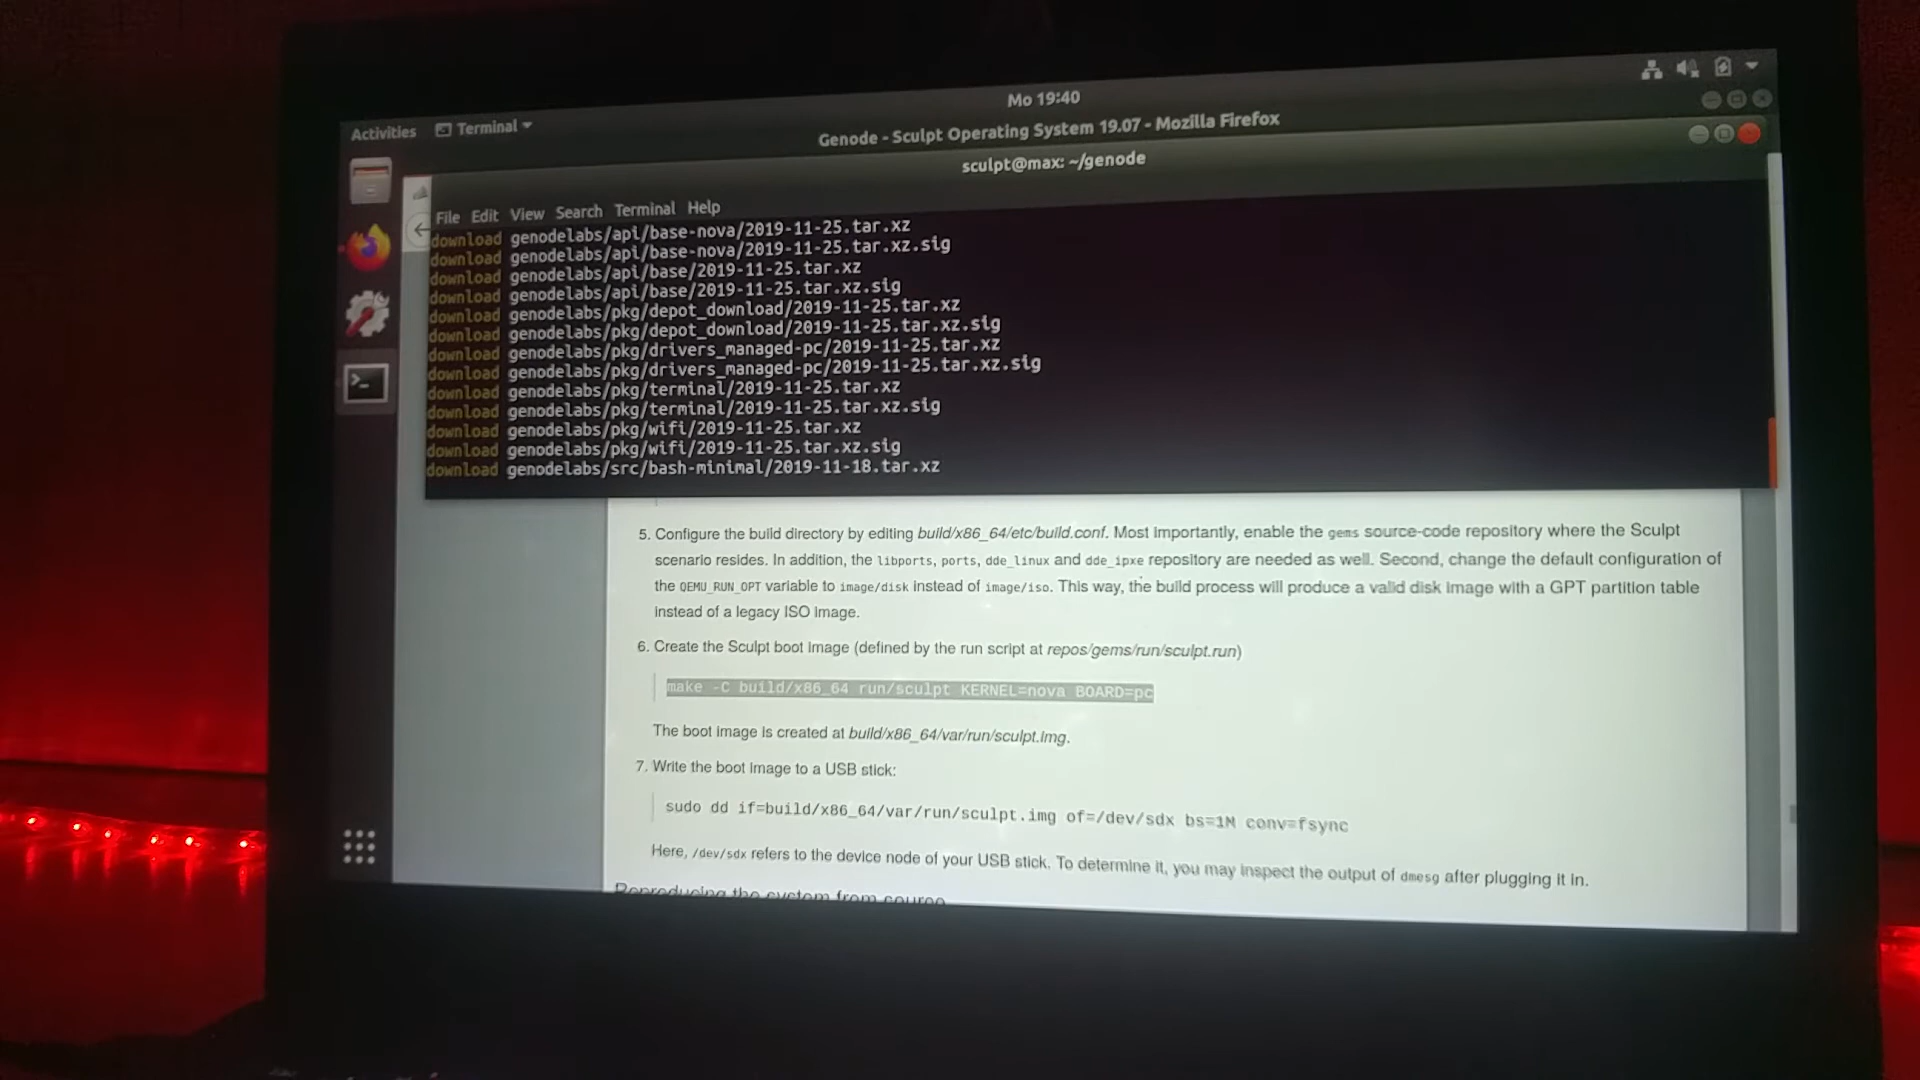 Mo 19:40
Activities Terminal
Genode - Sculpt Operating System 19.07 - Mozilla Firefox
sculpt@max: ~/genode
File Edit View Search Terminal Help
download genodelabs/api/base-nova/2019-11-25.tar.xz
download genodelabs/api/base-nova/2019-11-25.tar.xz.sig
download genodelabs/api/base/2019-11-25.tar.xz
download genodelabs/api/base/2019-11-25.tar.xz.sig
download genodelabs/pkg/depot_download/2019-11-25.tar.xz
download genodelabs/pkg/depot_download/2019-11-25.tar.xz.sig
download genodelabs/pkg/drivers_managed-pc/2019-11-25.tar.xz
download genodelabs/pkg/drivers_managed-pc/2019-11-25.tar.xz.sig
download genodelabs/pkg/terminal/2019-11-25.tar.xz
download genodelabs/pkg/terminal/2019-11-25.tar.xz.sig
download genodelabs/pkg/wifi/2019-11-25.tar.xz
download genodelabs/pkg/wifi/2019-11-25.tar.xz.sig
download genodelabs/src/bash-minimal/2019-11-18.tar.xz
5. Configure the build directory by editing build/x86_64/etc/build.conf. Most importantly, enable the gems source-code repository where the Sculpt
scenario resides. In addition, the libports, ports, dde_linux and dde_ipxe repository are needed as well. Second, change the default configuration of
the QEMU_RUN_OPT variable to image/disk instead of image/iso. This way, the build process will produce a valid disk image with a GPT partition table
instead of a legacy ISO image.
6. Create the Sculpt boot image (defined by the run script at repos/gems/run/sculpt.run)
make -C build/x86_64 run/sculpt KERNEL=nova BOARD=pc
The boot image is created at build/x86_64/var/run/sculpt.img.
7. Write the boot image to a USB stick:
sudo dd if=build/x86_64/var/run/sculpt.img of=/dev/sdx bs=1M conv=fsync
Here, /dev/sdx refers to the device node of your USB stick. To determine it, you may inspect the output of dmesg after plugging it in.
Reproducing the system from source